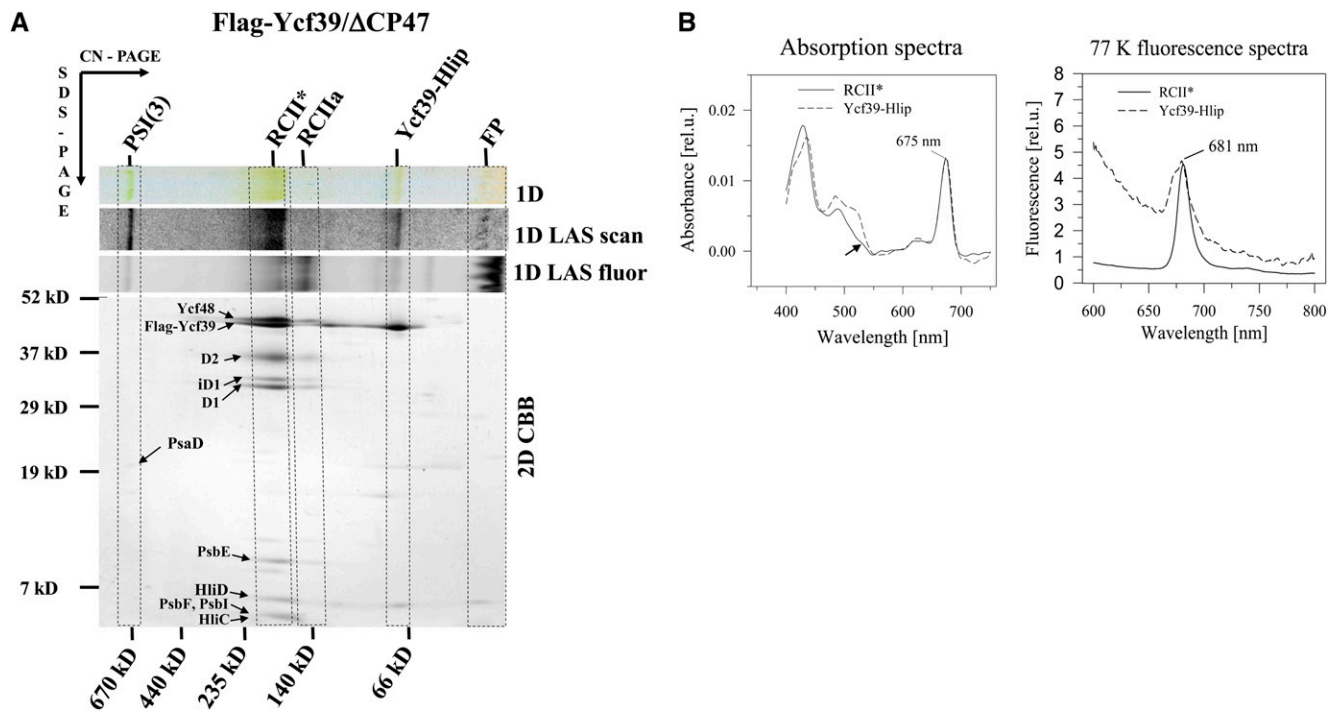 A
Flag-Ycf39/ΔCP47
CN - PAGE
SDS-PAGE
PSI(3)
RCII*
RCIIa
Ycf39-Hlip
FP
1D
1D LAS scan
1D LAS fluor
2D CBB
52 kD
37 kD
29 kD
19 kD
7 kD
Ycf48
Flag-Ycf39
D2
iD1
D1
PsaD
PsbE
HliD
PsbF, PsbI
HliC
670 kD
440 kD
235 kD
140 kD
66 kD
B
Absorption spectra
RCII*
Ycf39-Hlip
675 nm
Absorbance [rel.u.]
0.02
0.01
0.00
400 500 600 700
Wavelength [nm]
77 K fluorescence spectra
RCII*
Ycf39-Hlip
681 nm
Fluorescence [rel.u.]
8
7
6
5
4
3
2
1
0
600 650 700 750 800
Wavelength [nm]